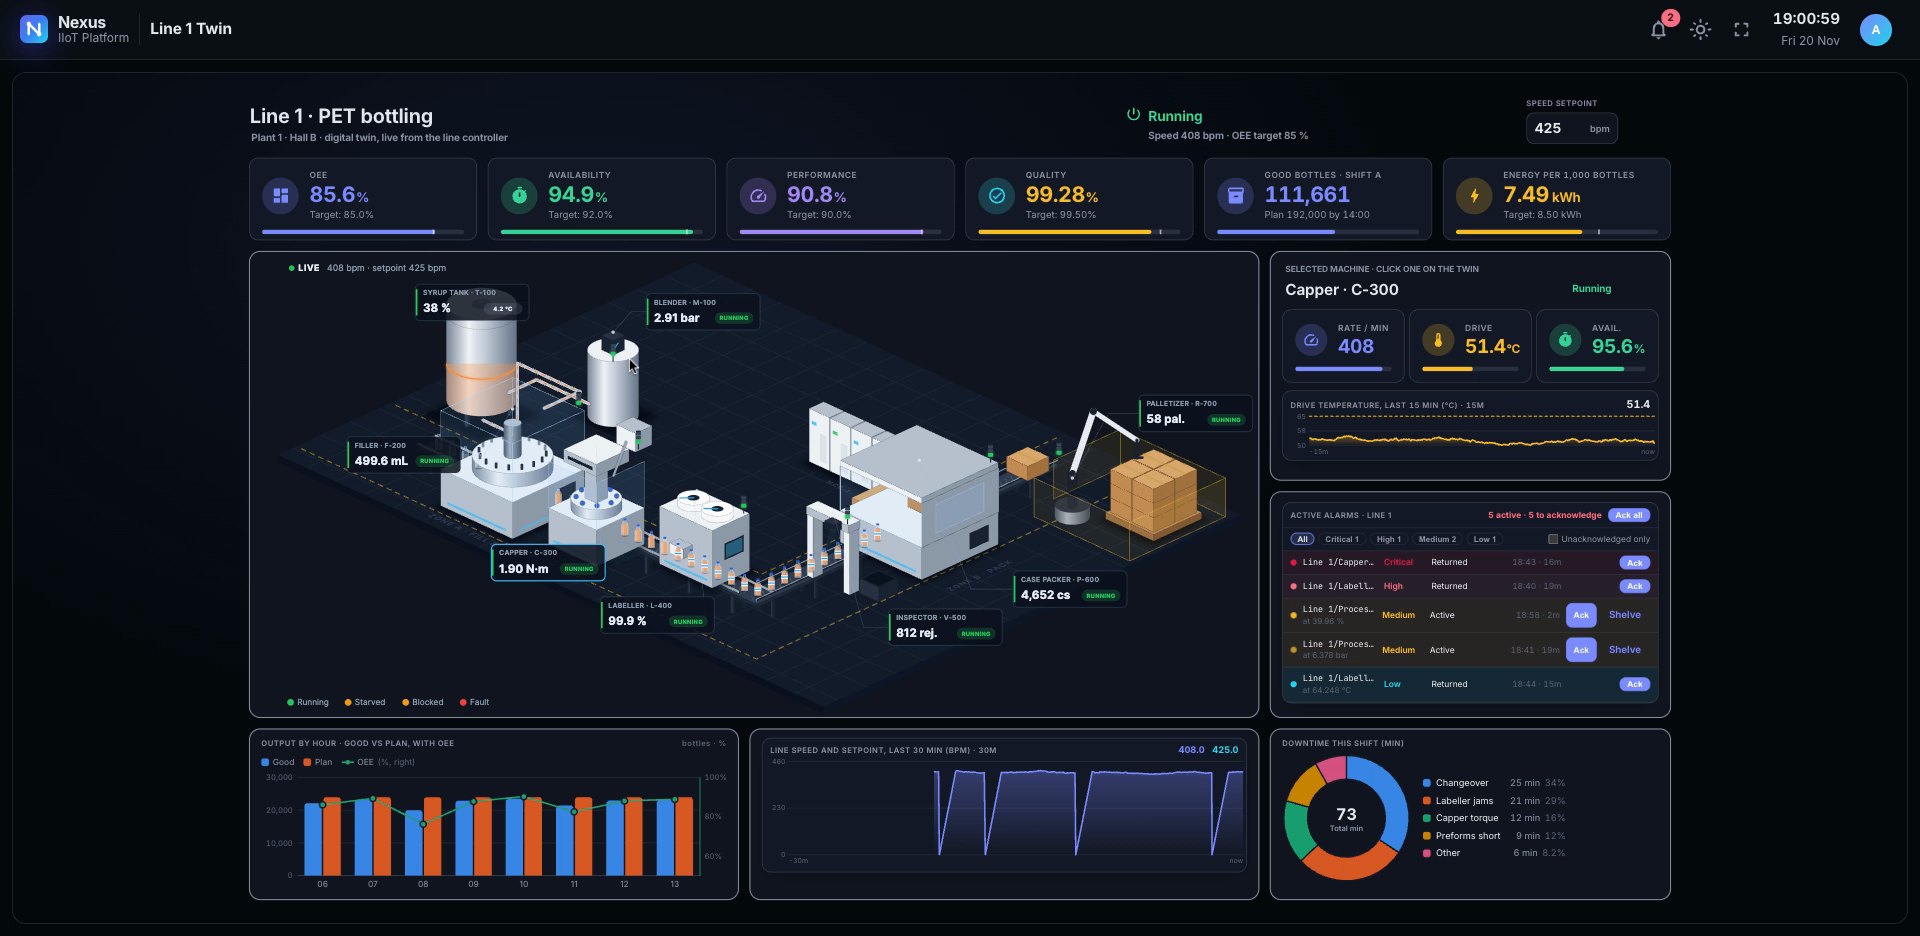 Nexus
IIoT Platform
Line 1 Twin
2
19:00:59
Fri 20 Nov
A
Line 1 · PET bottling
Plant 1 · Hall B · digital twin, live from the line controller
Running
Speed 408 bpm · OEE target 85 %
SPEED SETPOINT
425 bpm
OEE
85.6%
Target: 85.0%
AVAILABILITY
94.9%
Target: 92.0%
PERFORMANCE
90.8%
Target: 90.0%
QUALITY
99.28%
Target: 99.50%
GOOD BOTTLES · SHIFT A
111,661
Plan 192,000 by 14:00
ENERGY PER 1,000 BOTTLES
7.49 kWh
Target: 8.50 kWh
LIVE 408 bpm · setpoint 425 bpm
SYRUP TANK · T-100
38 % 4.2 °C
BLENDER · M-100
2.91 bar RUNNING
PALLETIZER · R-700
58 pal. RUNNING
FILLER · F-200
499.6 mL RUNNING
CAPPER · C-300
1.90 N·m RUNNING
LABELLER · L-400
99.9 % RUNNING
CASE PACKER · P-600
4,652 cs RUNNING
INSPECTOR · V-500
812 rej. RUNNING
Running Starved Blocked Fault
SELECTED MACHINE · CLICK ONE ON THE TWIN
Capper · C-300 Running
RATE / MIN
408
DRIVE
51.4°C
AVAIL.
95.6%
DRIVE TEMPERATURE, LAST 15 MIN (°C) · 15M 51.4
65
58
50
-15m now
ACTIVE ALARMS · LINE 1 5 active · 5 to acknowledge Ack all
All Critical 1 High 1 Medium 2 Low 1 Unacknowledged only
Line 1/Capper… Critical Returned 18:43 · 16m Ack
Line 1/Labell… High Returned 18:40 · 19m Ack
Line 1/Proces… Medium Active 18:58 · 2m Ack Shelve
at 39.96 %
Line 1/Proces… Medium Active 18:41 · 19m Ack Shelve
at 6.378 bar
Line 1/Labell… Low Returned 18:44 · 15m Ack
at 64.248 °C
OUTPUT BY HOUR · GOOD VS PLAN, WITH OEE bottles · %
Good Plan OEE (%, right)
30,000 100%
20,000 80%
10,000 60%
0
06 07 08 09 10 11 12 13
LINE SPEED AND SETPOINT, LAST 30 MIN (BPM) · 30M 408.0 425.0
460
230
0
-30m now
DOWNTIME THIS SHIFT (MIN)
73
Total min
Changeover 25 min 34%
Labeller jams 21 min 29%
Capper torque 12 min 16%
Preforms short 9 min 12%
Other 6 min 8.2%